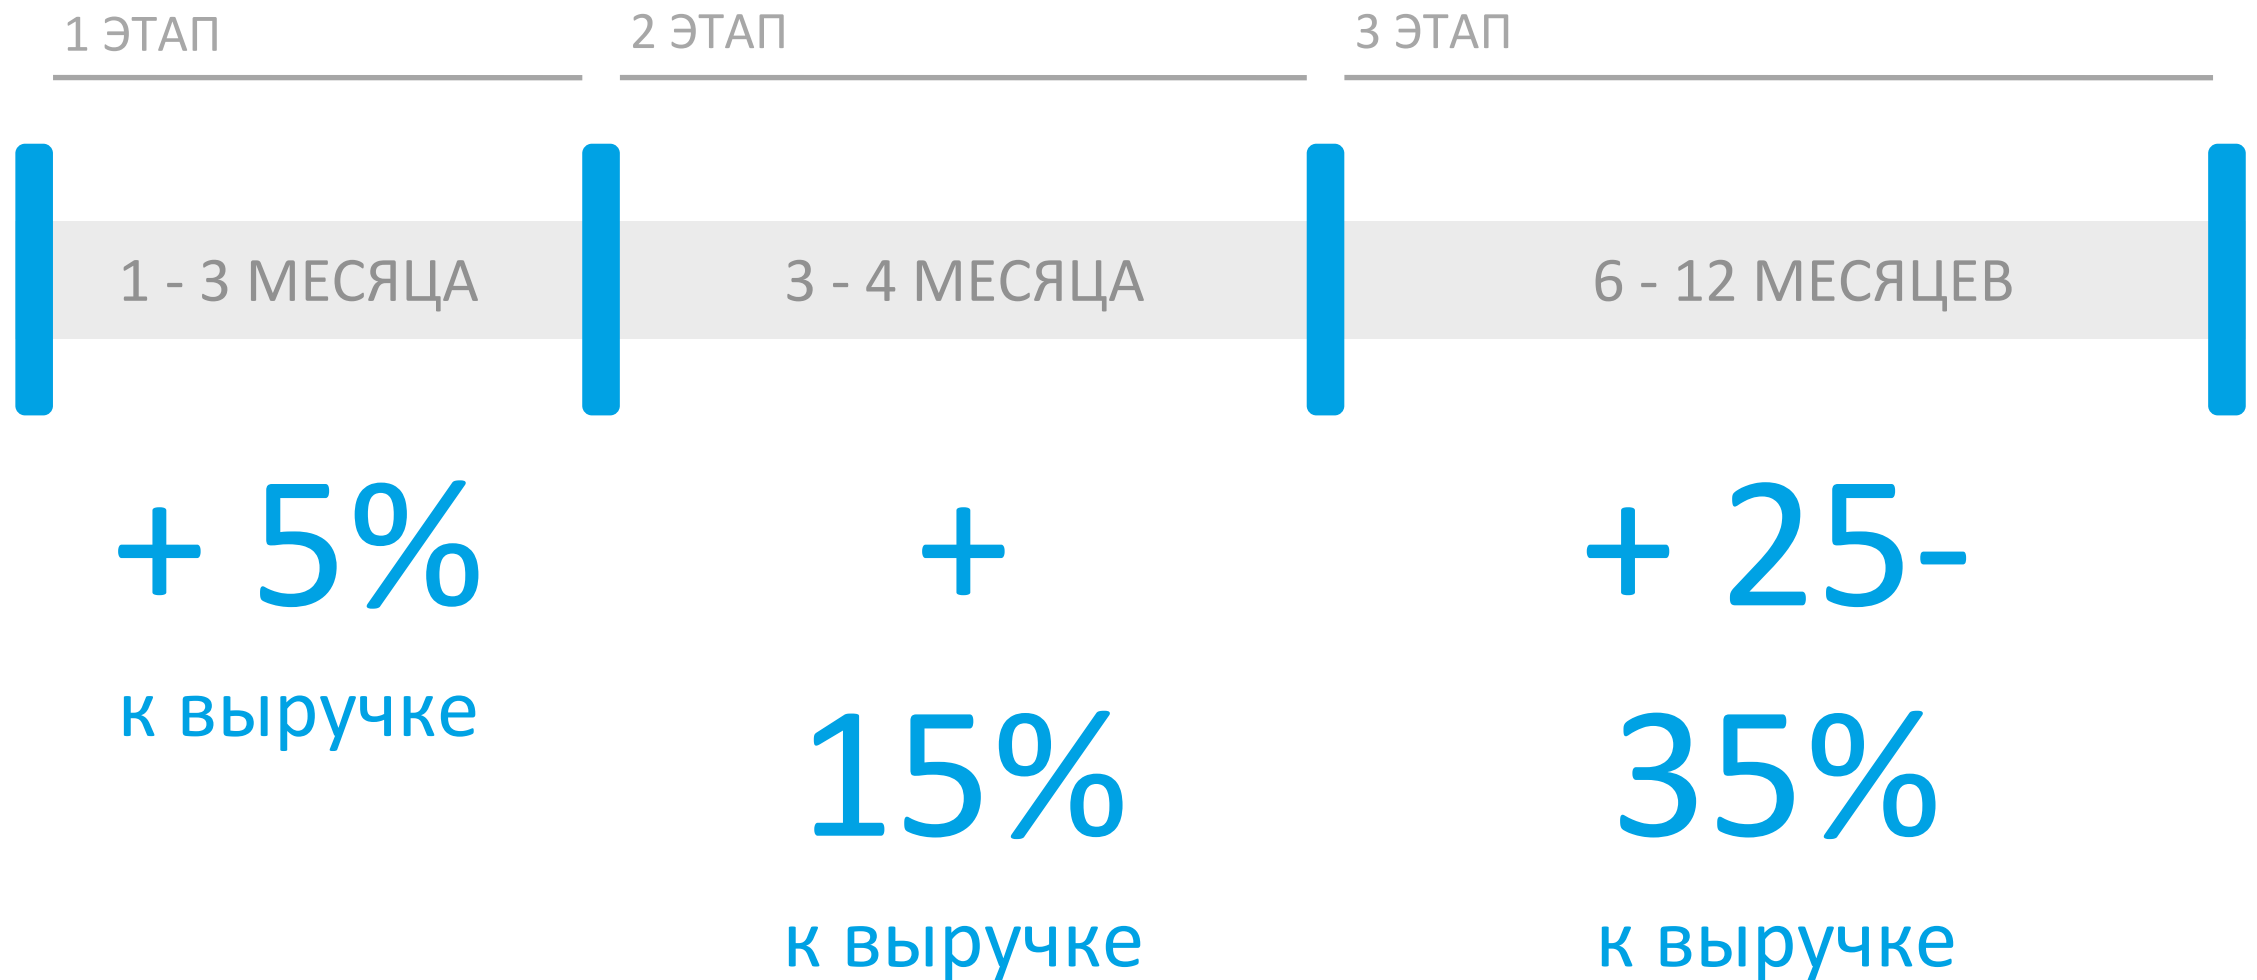 1 ЭТАП
2 ЭТАП
3 ЭТАП
1 - 3 МЕСЯЦА
3 - 4 МЕСЯЦА
6 - 12 МЕСЯЦЕВ
+ 5%
к выручке
+
15%
к выручке
+ 25-
35%
к выручке